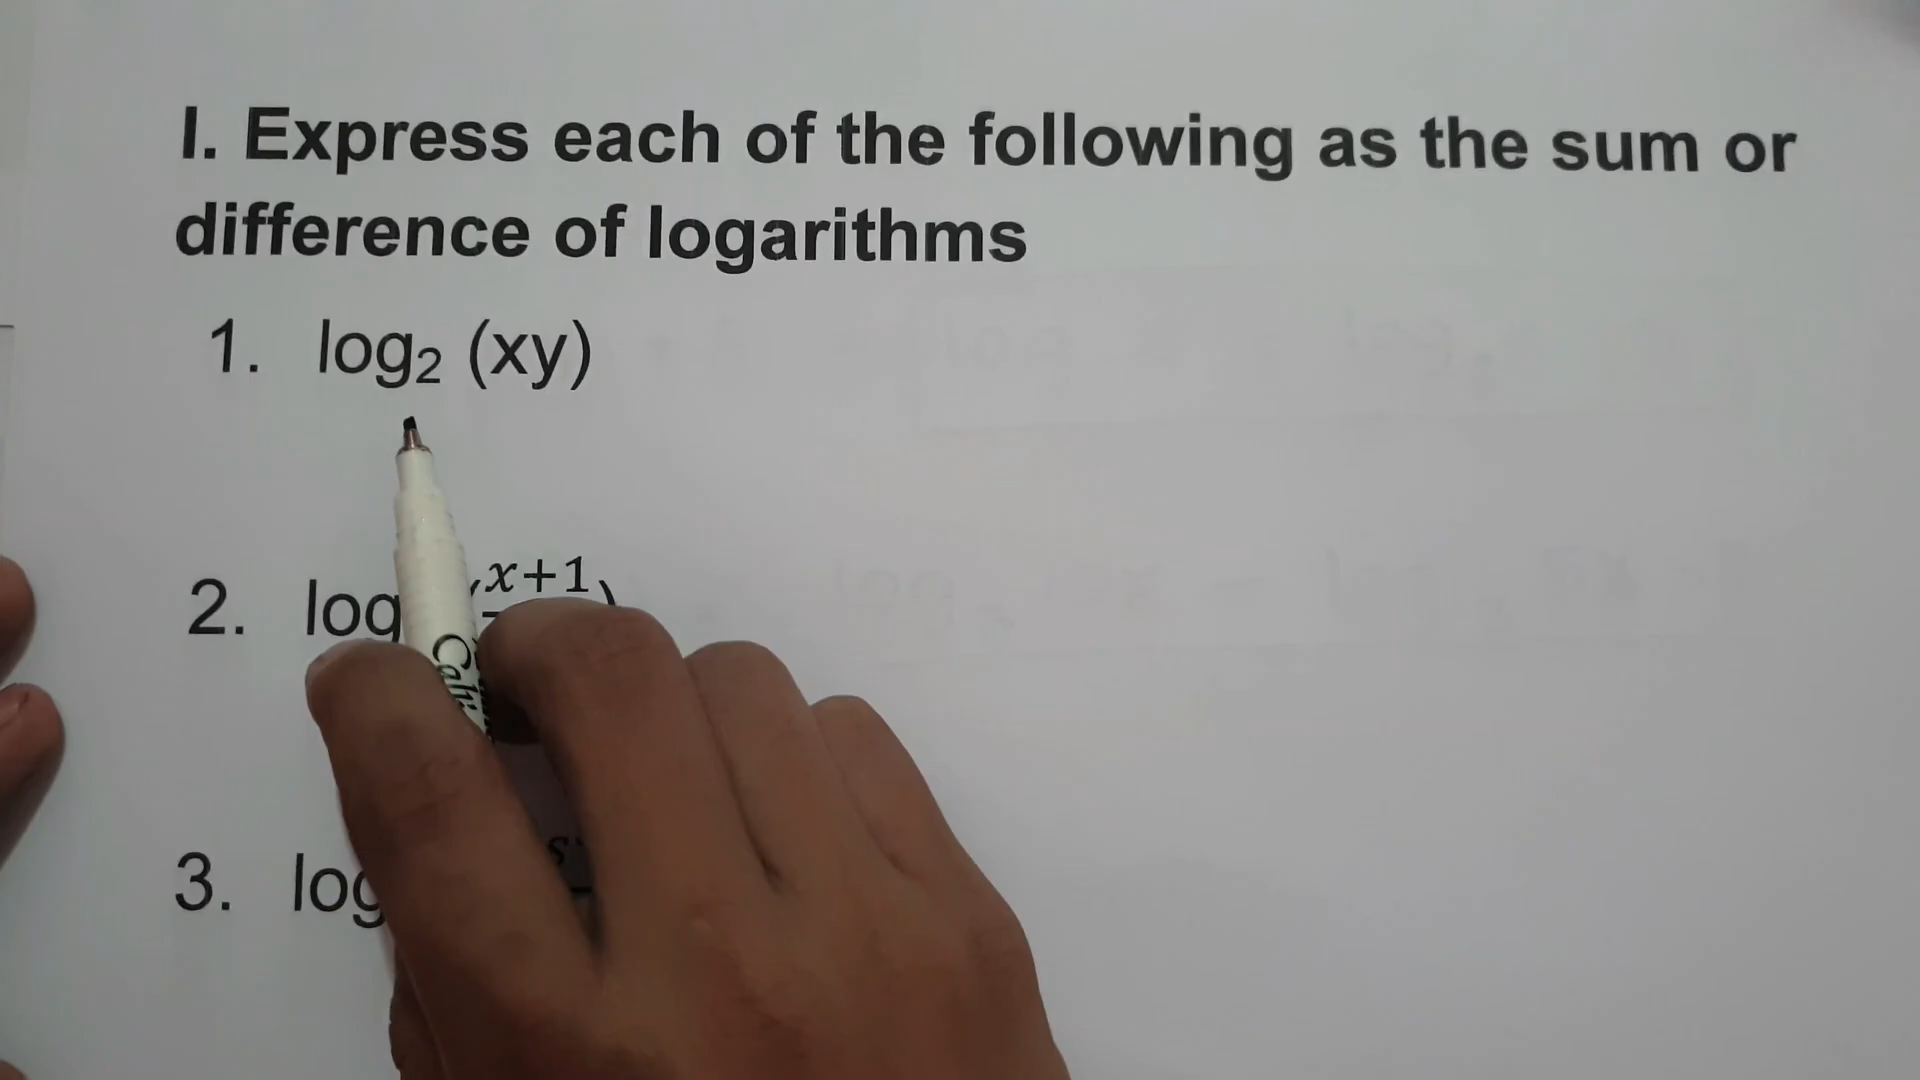 I. Express each of the following as the sum or
difference of logarithms
1. log₂ (xy)
x+1
2. log ( )
3. log